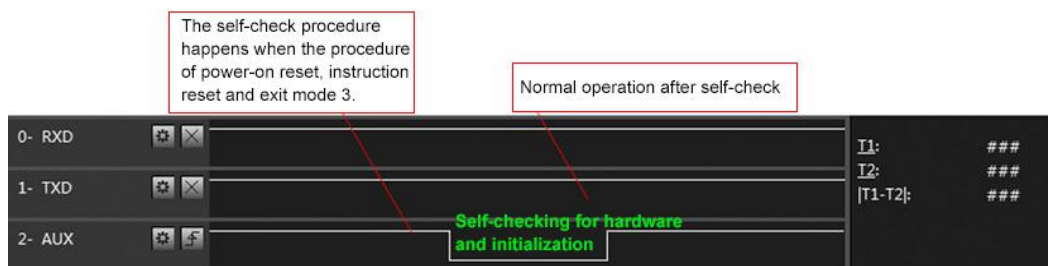 The self-check procedure
happens when the procedure
of power-on reset, instruction
reset and exit mode 3.
Normal operation after self-check
0- RXD
1- TXD
2- AUX
Self-checking for hardware
and initialization
T1: ###
T2: ###
|T1-T2|: ###